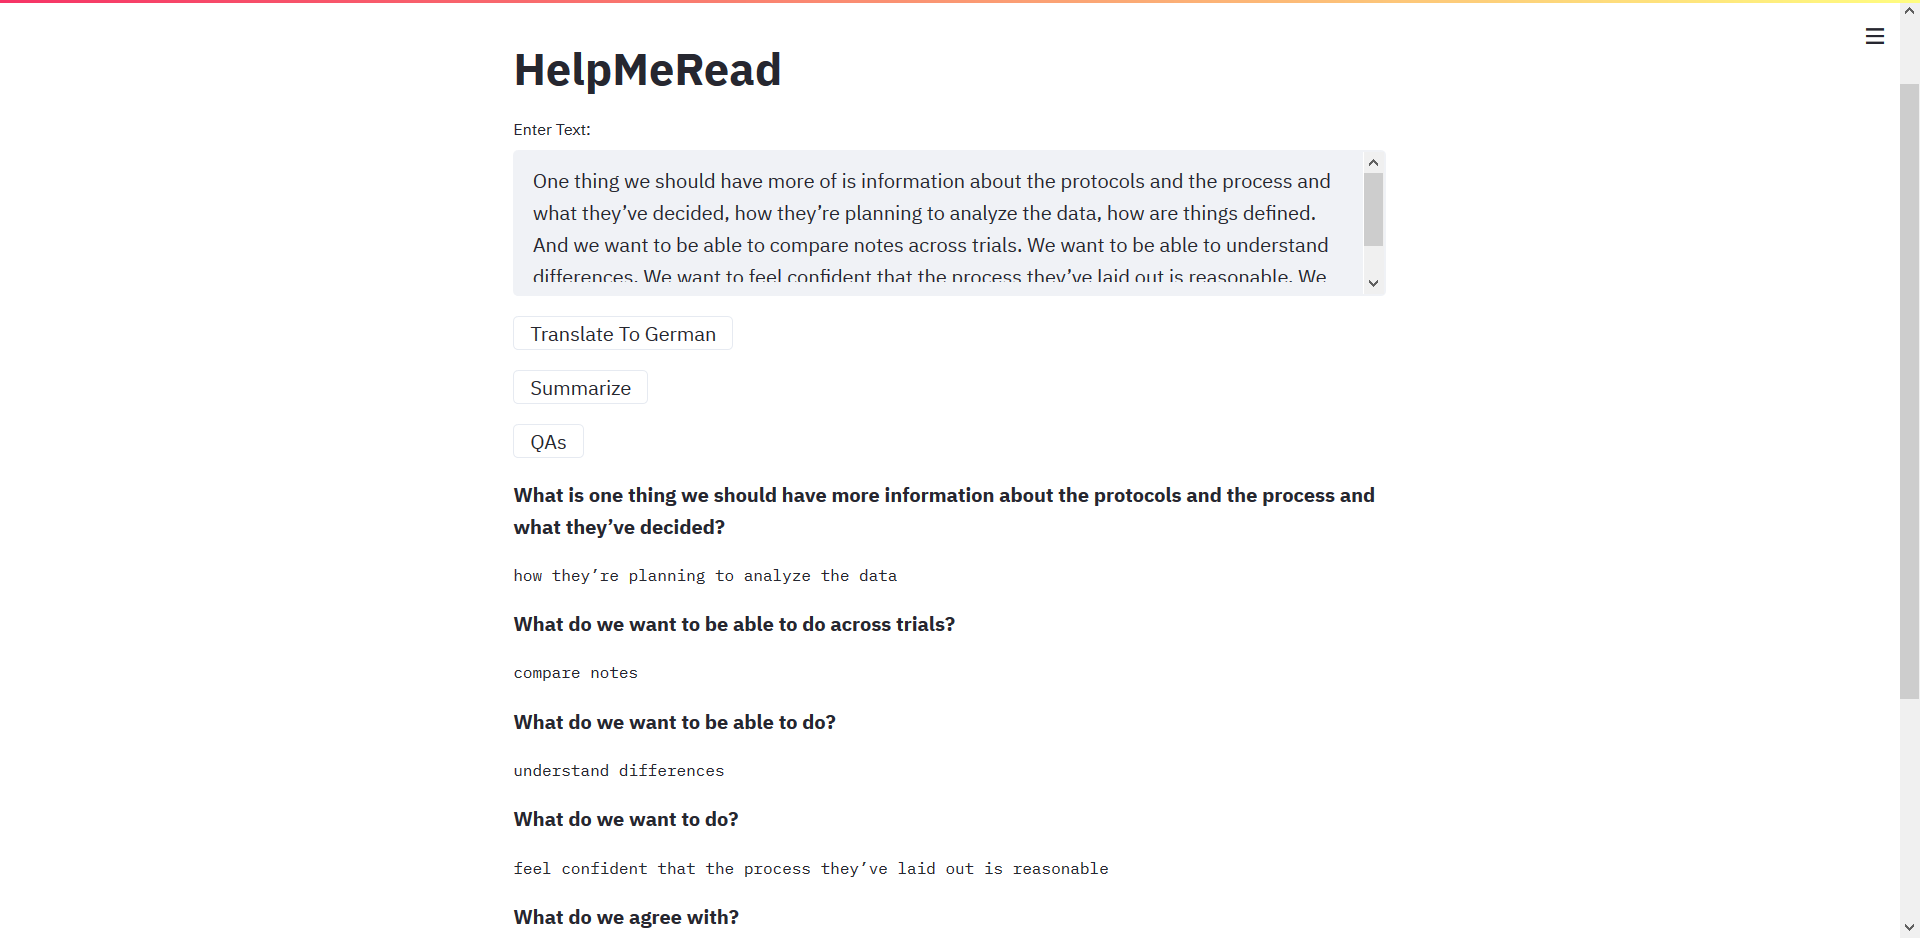 HelpMeRead
Enter Text:
One thing we should have more of is information about the protocols and the process and
what they’ve decided, how they’re planning to analyze the data, how are things defined.
And we want to be able to compare notes across trials. We want to be able to understand
differences. We want to feel confident that the process they’ve laid out is reasonable. We
Translate To German
Summarize
QAs
What is one thing we should have more information about the protocols and the process and
what they’ve decided?
how they’re planning to analyze the data
What do we want to be able to do across trials?
compare notes
What do we want to be able to do?
understand differences
What do we want to do?
feel confident that the process they’ve laid out is reasonable
What do we agree with?